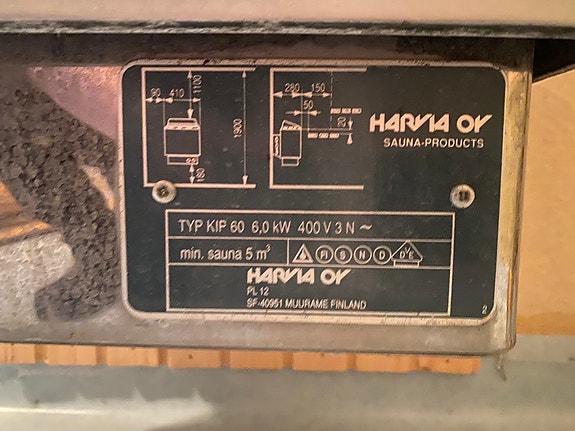 90 410 1100
1900
180
280 150
50
20
HARVIA OY
SAUNA-PRODUCTS
TYP KIP 60 6,0 kW 400 V 3 N ~
min. sauna 5 m³ FI S N D D'E
HARVIA OY
PL 12
SF-40951 MUURAME FINLAND
2